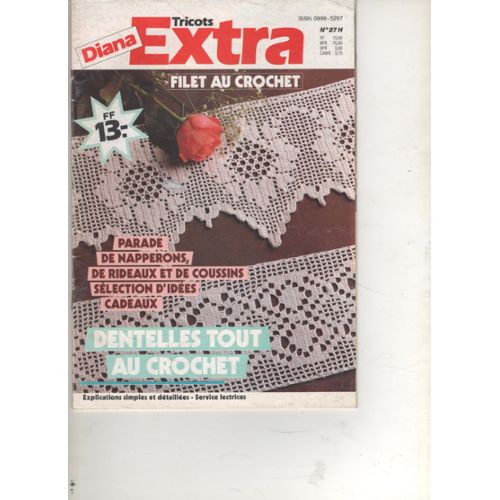 Tricots
ISSN 0986-5297
Diana
Extra
N° 27 H
FILET AU CROCHET
FF
13:-
PARADE
DE NAPPERONS,
DE RIDEAUX ET DE COUSSINS
SÉLECTION D'IDÉES
CADEAUX
DENTELLES TOUT
AU CROCHET
Explications simples et détaillées - Service lectrices